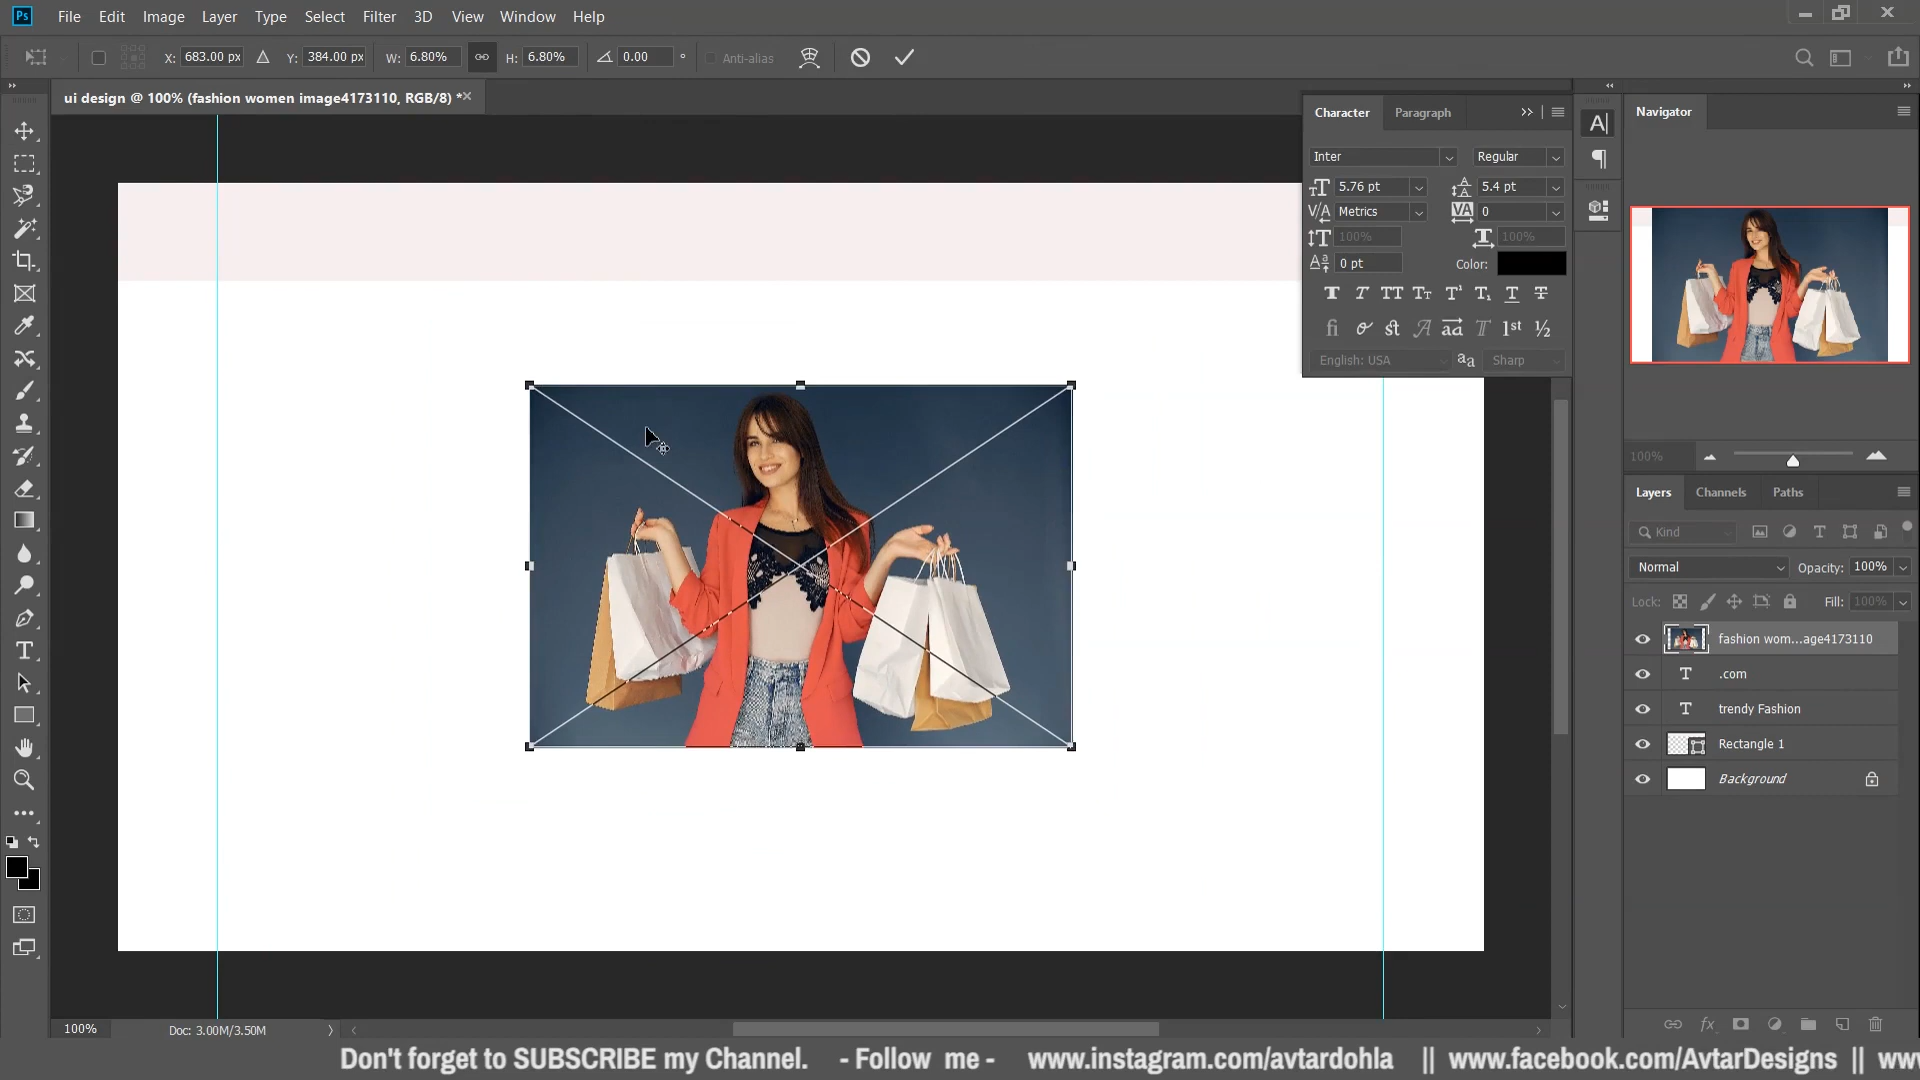 Ps File Edit Image Layer Type Select Filter 3D View Window Help
X: 683.00 px Y: 384.00 px W: 6.80% H: 6.80% 0.00 ° Anti-alias
ui design @ 100% (fashion women image4173110, RGB/8) *
Character Paragraph
Inter Regular
5.76 pt 5.4 pt
Metrics 0
100% 100%
0 pt Color:
English: USA Sharp
Navigator
100%
Layers Channels Paths
Kind
Normal Opacity: 100%
Lock: Fill: 100%
fashion wom...age4173110
.com
trendy Fashion
Rectangle 1
Background
100% Doc: 3.00M/3.50M
Don't forget to SUBSCRIBE my Channel. - Follow me - www.instagram.com/avtardohla || www.facebook.com/AvtarDesigns || ww